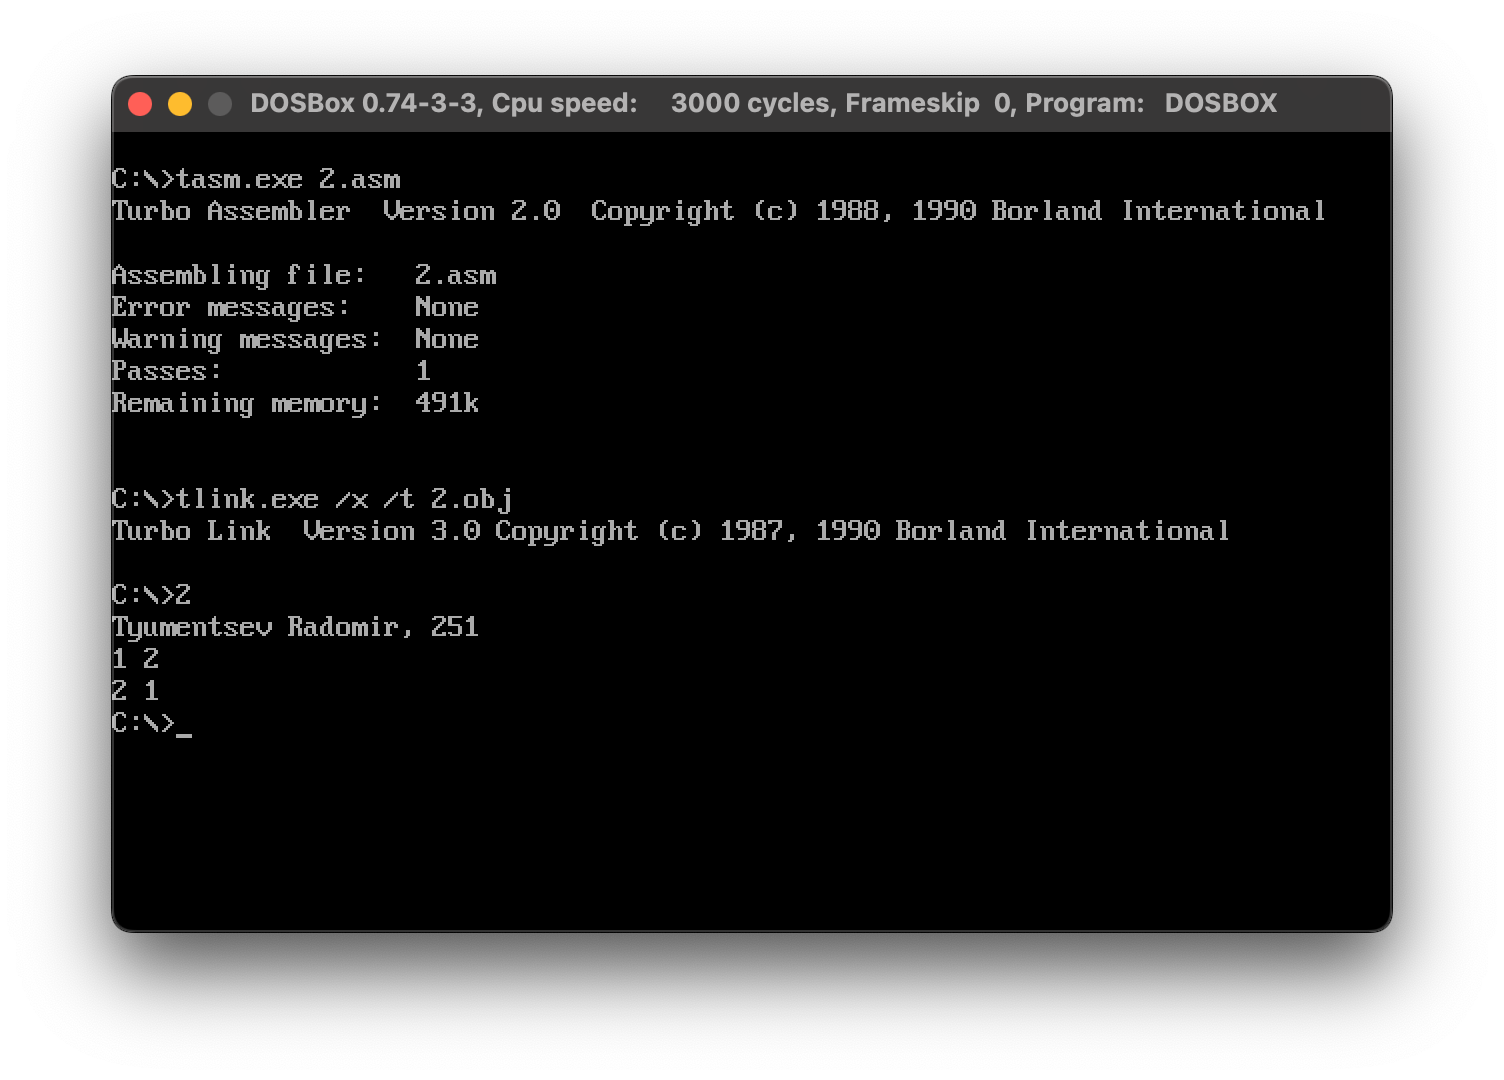 DOSBox 0.74-3-3, Cpu speed:    3000 cycles, Frameskip  0, Program:   DOSBOX
C:\>tasm.exe 2.asm
Turbo Assembler  Version 2.0  Copyright (c) 1988, 1990 Borland International
Assembling file:   2.asm
Error messages:    None
Warning messages:  None
Passes:            1
Remaining memory:  491k
C:\>tlink.exe /x /t 2.obj
Turbo Link  Version 3.0 Copyright (c) 1987, 1990 Borland International
C:\>2
Tyumentsev Radomir, 251
1 2
2 1
C:\>_